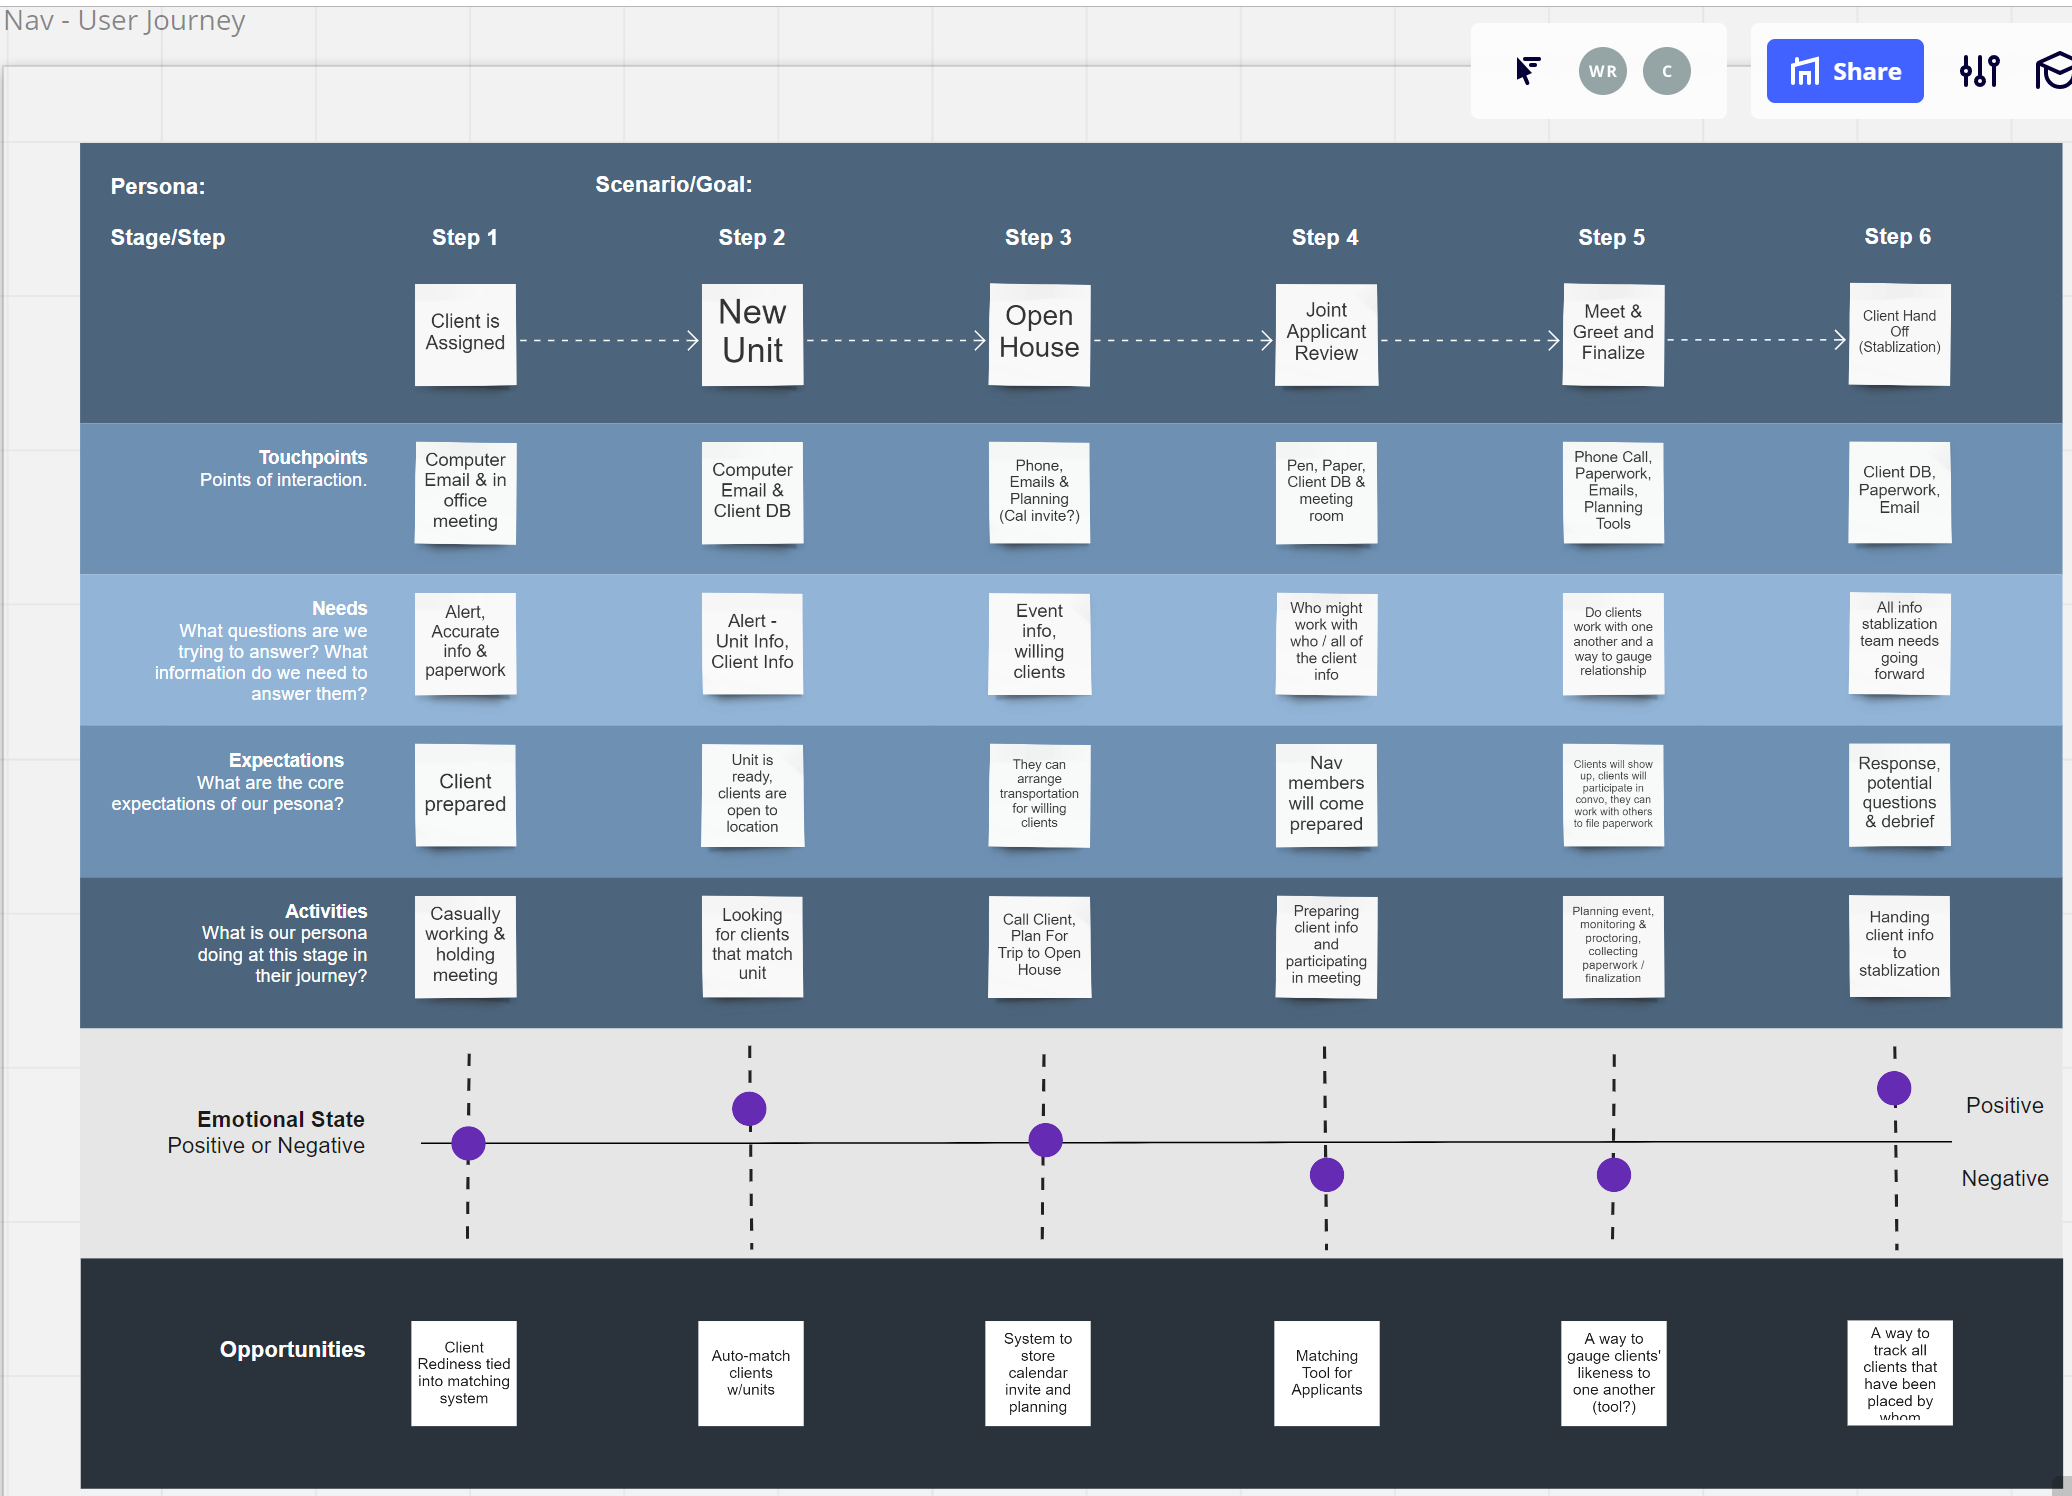 Nav - User Journey
WR
C
Share
Persona:
Scenario/Goal:
Stage/Step
Step 1
Step 2
Step 3
Step 4
Step 5
Step 6
Client is
Assigned
New
Unit
Open
House
Joint
Applicant
Review
Meet &
Greet and
Finalize
Client Hand
Off
(Stablization)
Touchpoints
Points of interaction.
Computer
Email & in
office
meeting
Computer
Email &
Client DB
Phone,
Emails &
Planning
(Cal invite?)
Pen, Paper,
Client DB &
meeting
room
Phone Call,
Paperwork,
Emails,
Planning
Tools
Client DB,
Paperwork,
Email
Needs
What questions are we
trying to answer? What
information do we need to
answer them?
Alert,
Accurate
info &
paperwork
Alert -
Unit Info,
Client Info
Event
info,
willing
clients
Who might
work with
who / all of
the client
info
Do clients
work with one
another and a
way to gauge
relationship
All info
stablization
team needs
going
forward
Expectations
What are the core
expectations of our pesona?
Client
prepared
Unit is
ready,
clients are
open to
location
They can
arrange
transportation
for willing
clients
Nav
members
will come
prepared
Clients will show
up, clients will
participate in
convo, they can
work with others
to file paperwork
Response,
potential
questions
& debrief
Activities
What is our persona
doing at this stage in
their journey?
Casually
working &
holding
meeting
Looking
for clients
that match
unit
Call Client,
Plan For
Trip to Open
House
Preparing
client info
and
participating
in meeting
Planning event,
monitoring &
proctoring,
collecting
paperwork /
finalization
Handing
client info
to
stablization
Emotional State
Positive or Negative
Positive
Negative
Opportunities
Client
Rediness tied
into matching
system
Auto-match
clients
w/units
System to
store
calendar
invite and
planning
Matching
Tool for
Applicants
A way to
gauge clients'
likeness to
one another
(tool?)
A way to
track all
clients that
have been
placed by
whom